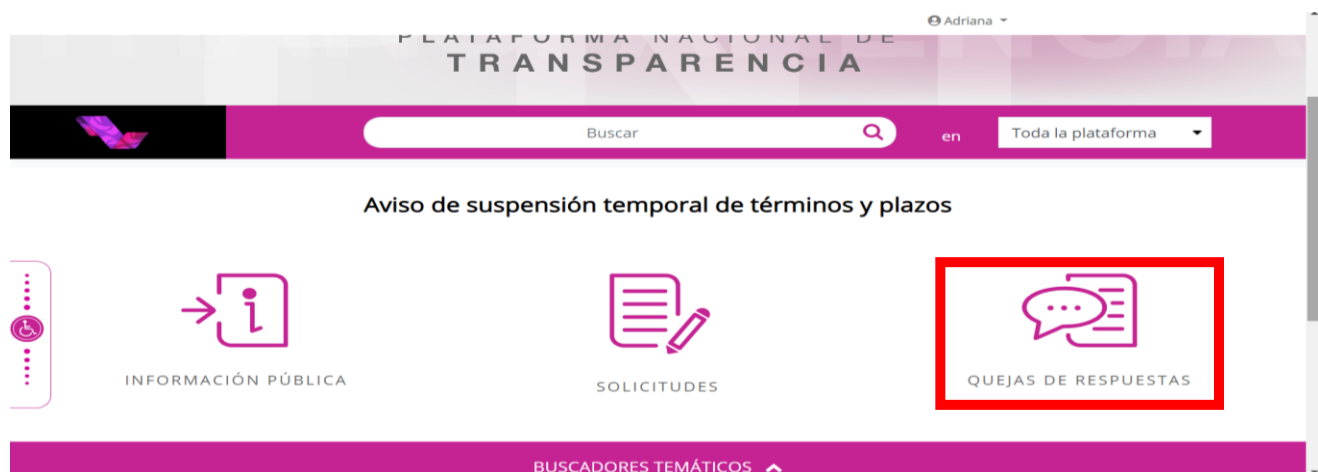 Adriana
PLATAFORMA NACIONAL DE
TRANSPARENCIA
Buscar
en
Toda la plataforma
Aviso de suspensión temporal de términos y plazos
INFORMACIÓN PÚBLICA
SOLICITUDES
QUEJAS DE RESPUESTAS
BUSCADORES TEMÁTICOS